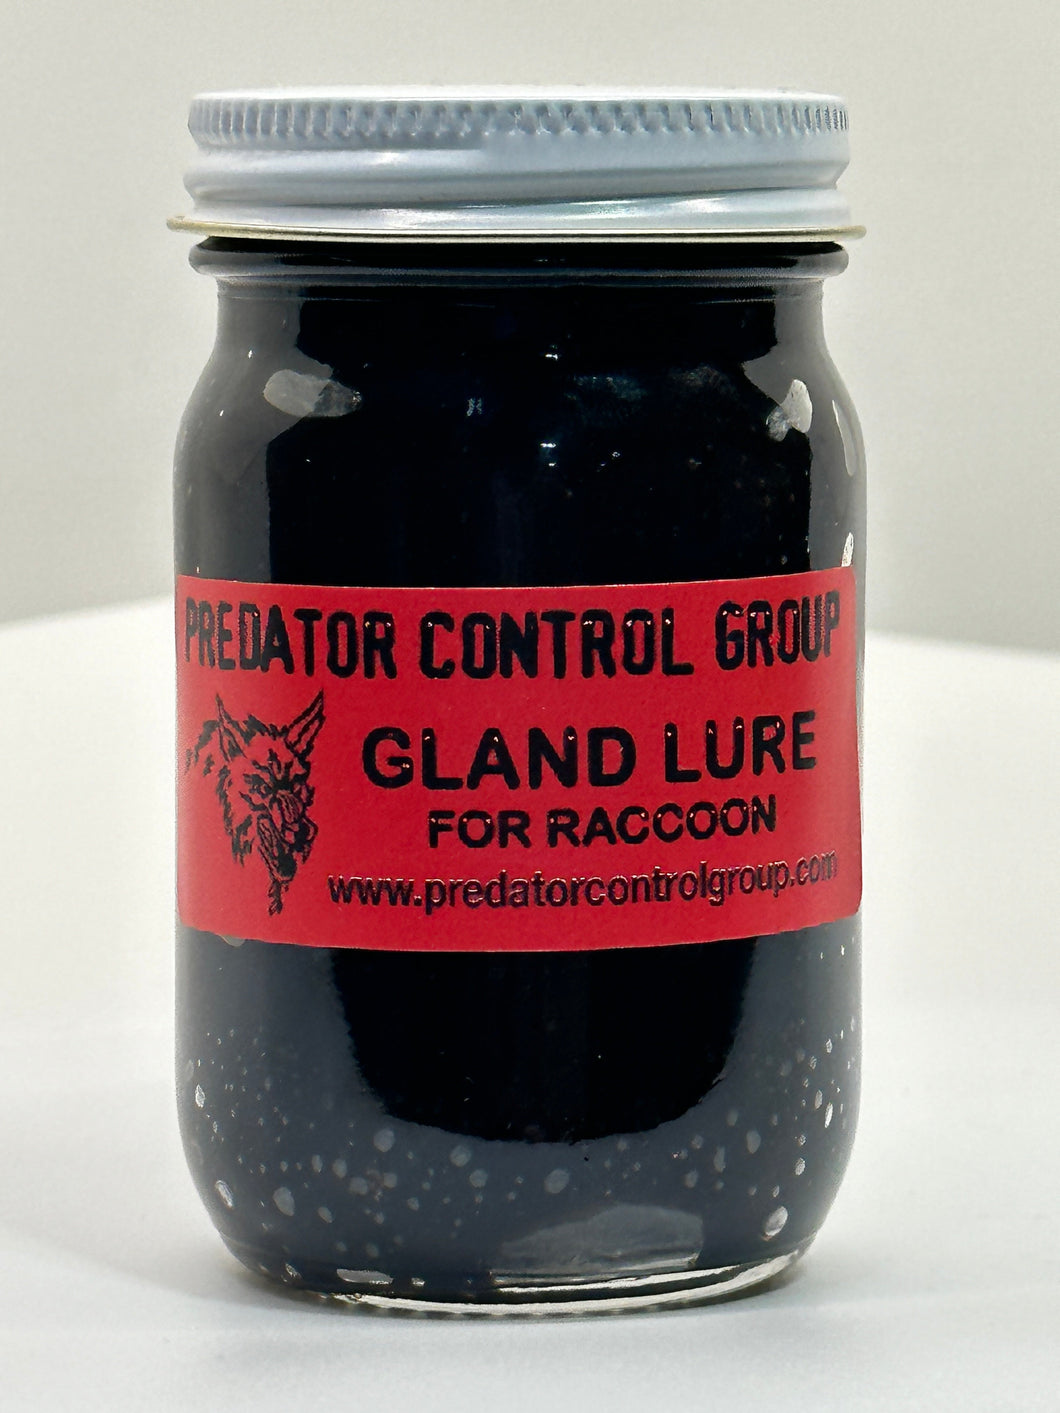 PREDATOR CONTROL GROUP
GLAND LURE
FOR RACCOON
www.predatorcontrolgroup.com